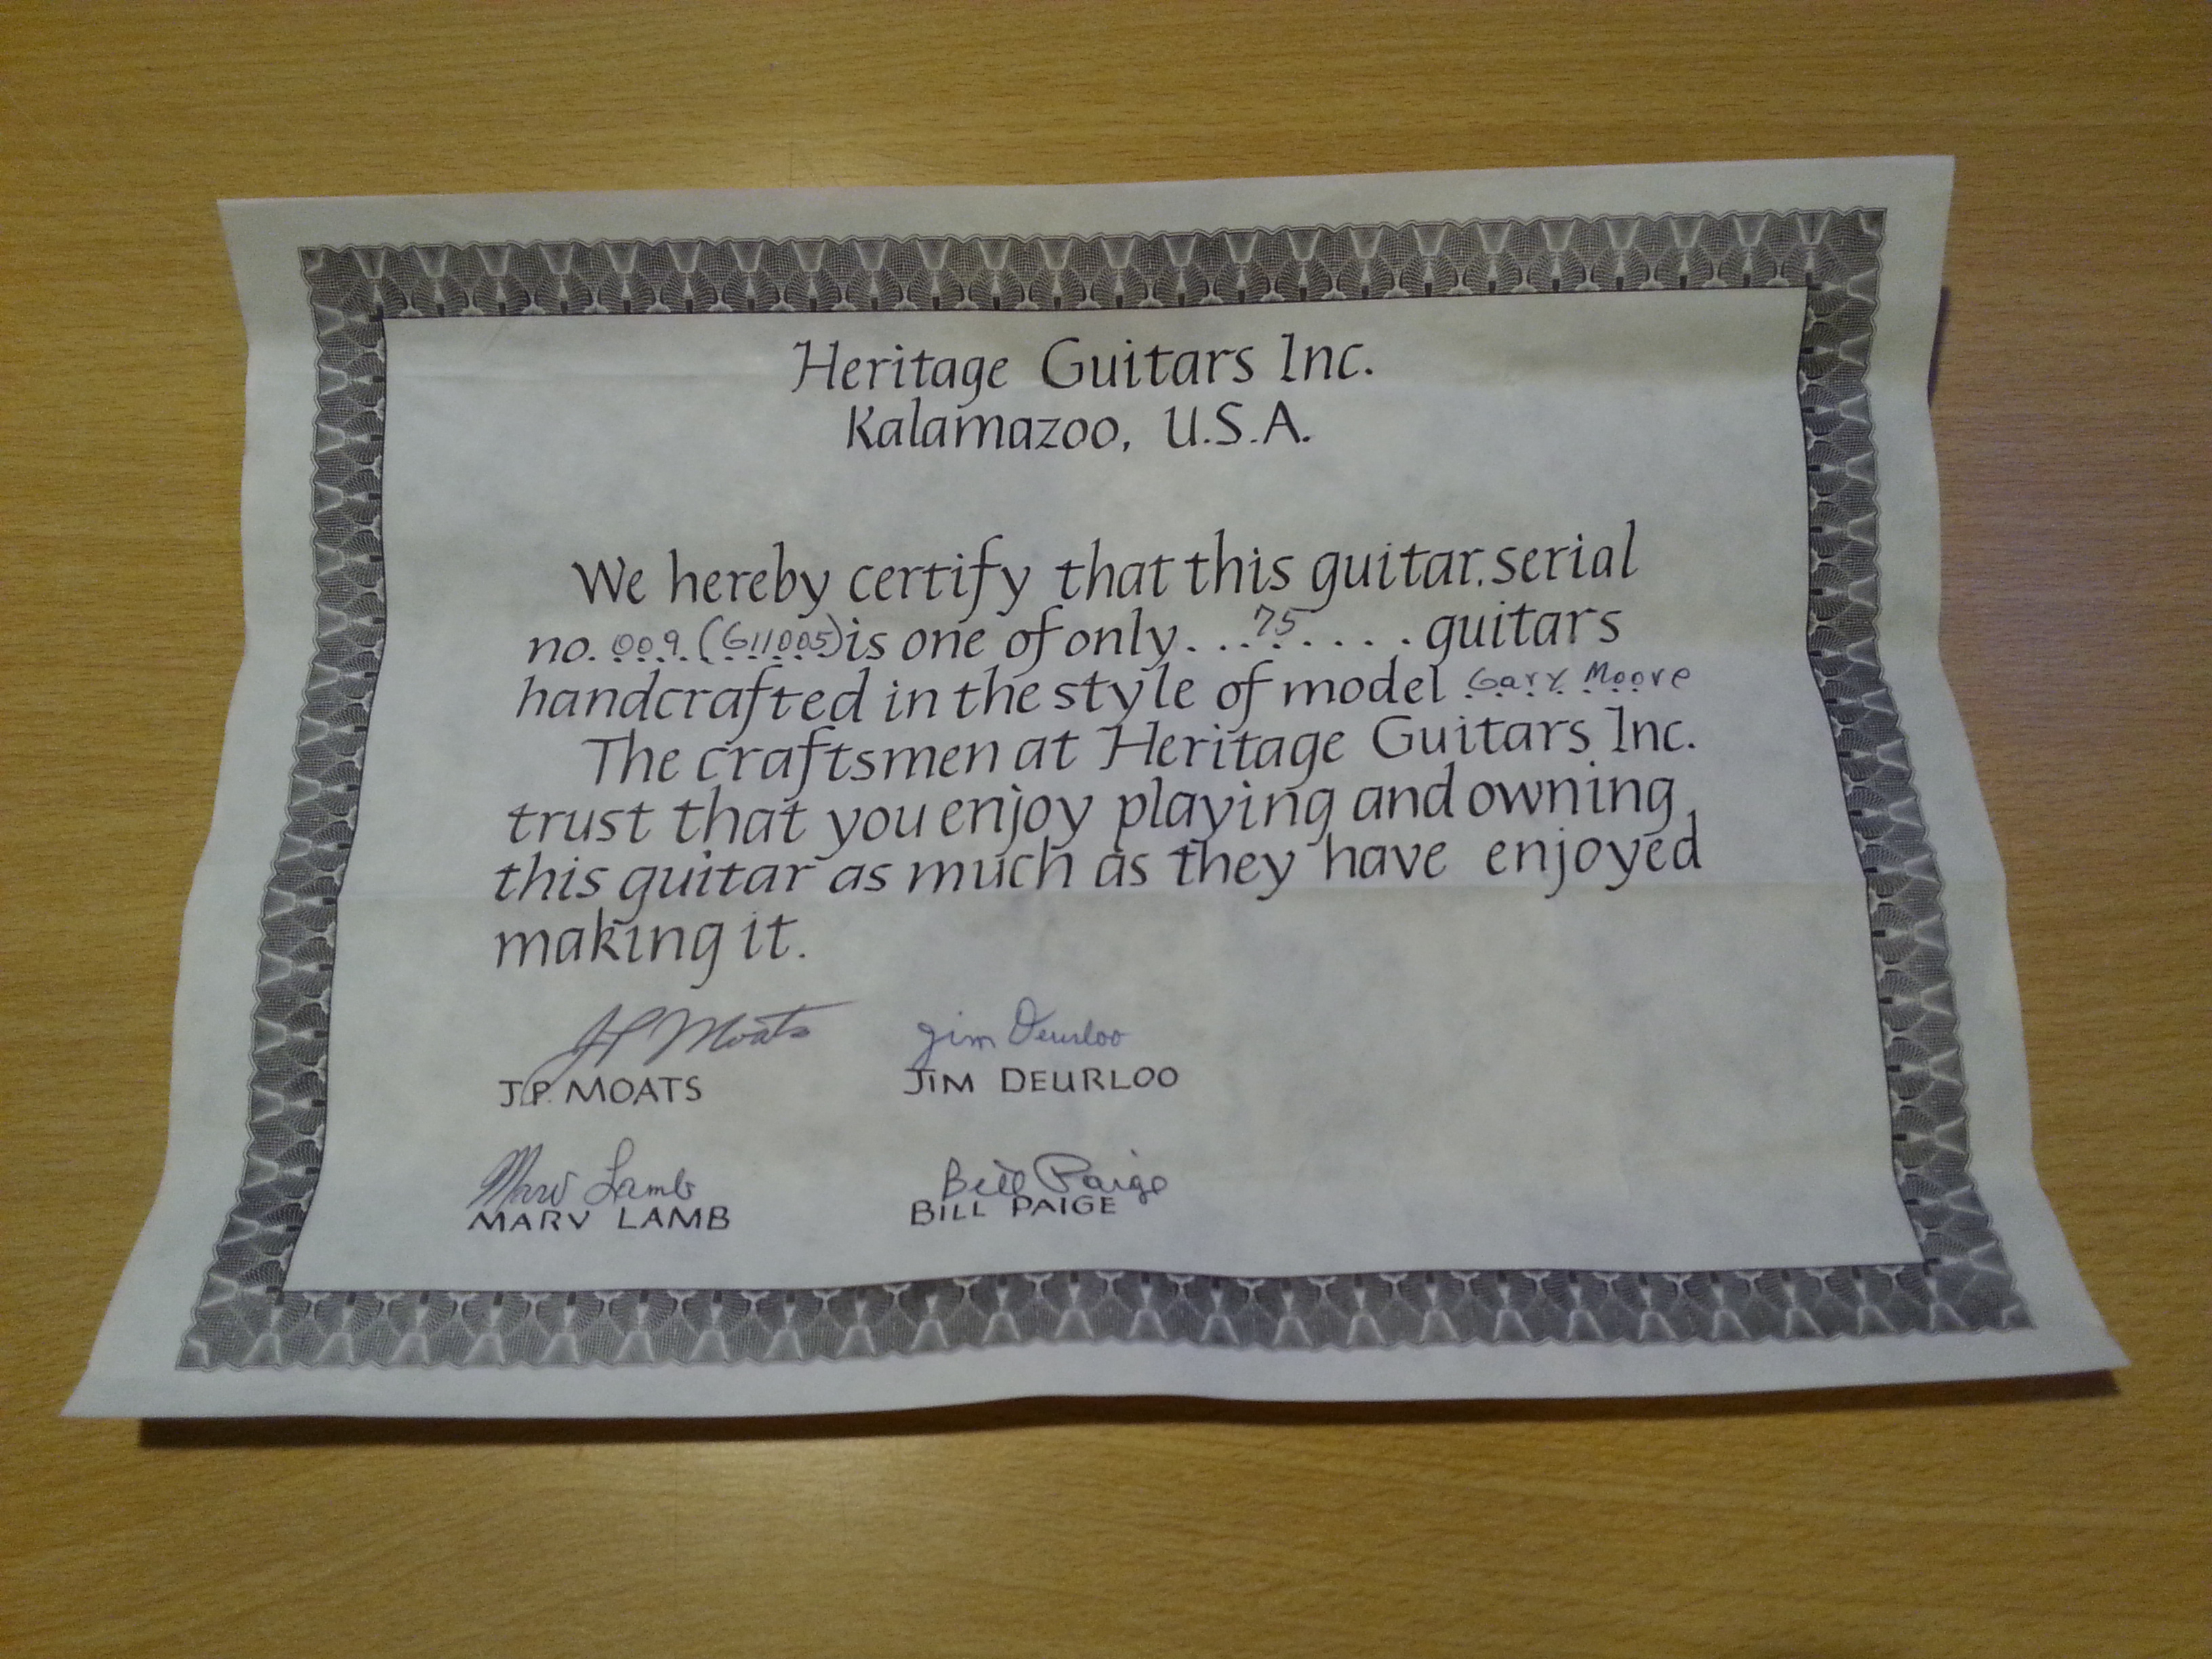 Heritage Guitars Inc.
Kalamazoo, U.S.A.
We hereby certify that this guitar, serial
no. 009 (G11005) is one of only...75.... guitars
handcrafted in the style of model Gary Moore
The craftsmen at Heritage Guitars Inc.
trust that you enjoy playing and owning
this guitar as much as they have enjoyed
making it.
JP Moats Jim Deurloo
J.P. MOATS JIM DEURLOO
Marv Lamb Bill Paige
MARV LAMB BILL PAIGE